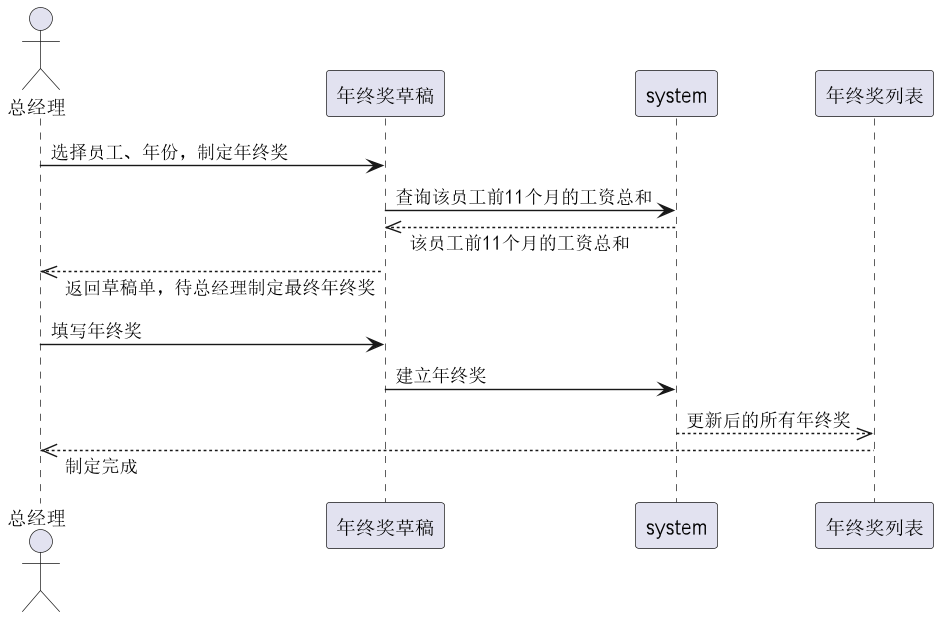 总经理
年终奖草稿
system
年终奖列表
选择员工、年份，制定年终奖
查询该员工前11个月的工资总和
该员工前11个月的工资总和
返回草稿单，待总经理制定最终年终奖
填写年终奖
建立年终奖
更新后的所有年终奖
制定完成
总经理
年终奖草稿
system
年终奖列表